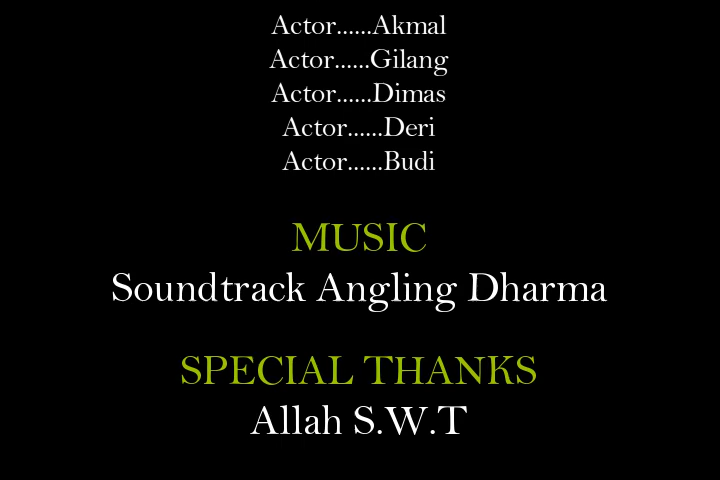 Actor......Akmal
Actor......Gilang
Actor......Dimas
Actor......Deri
Actor......Budi
MUSIC
Soundtrack Angling Dharma
SPECIAL THANKS
Allah S.W.T